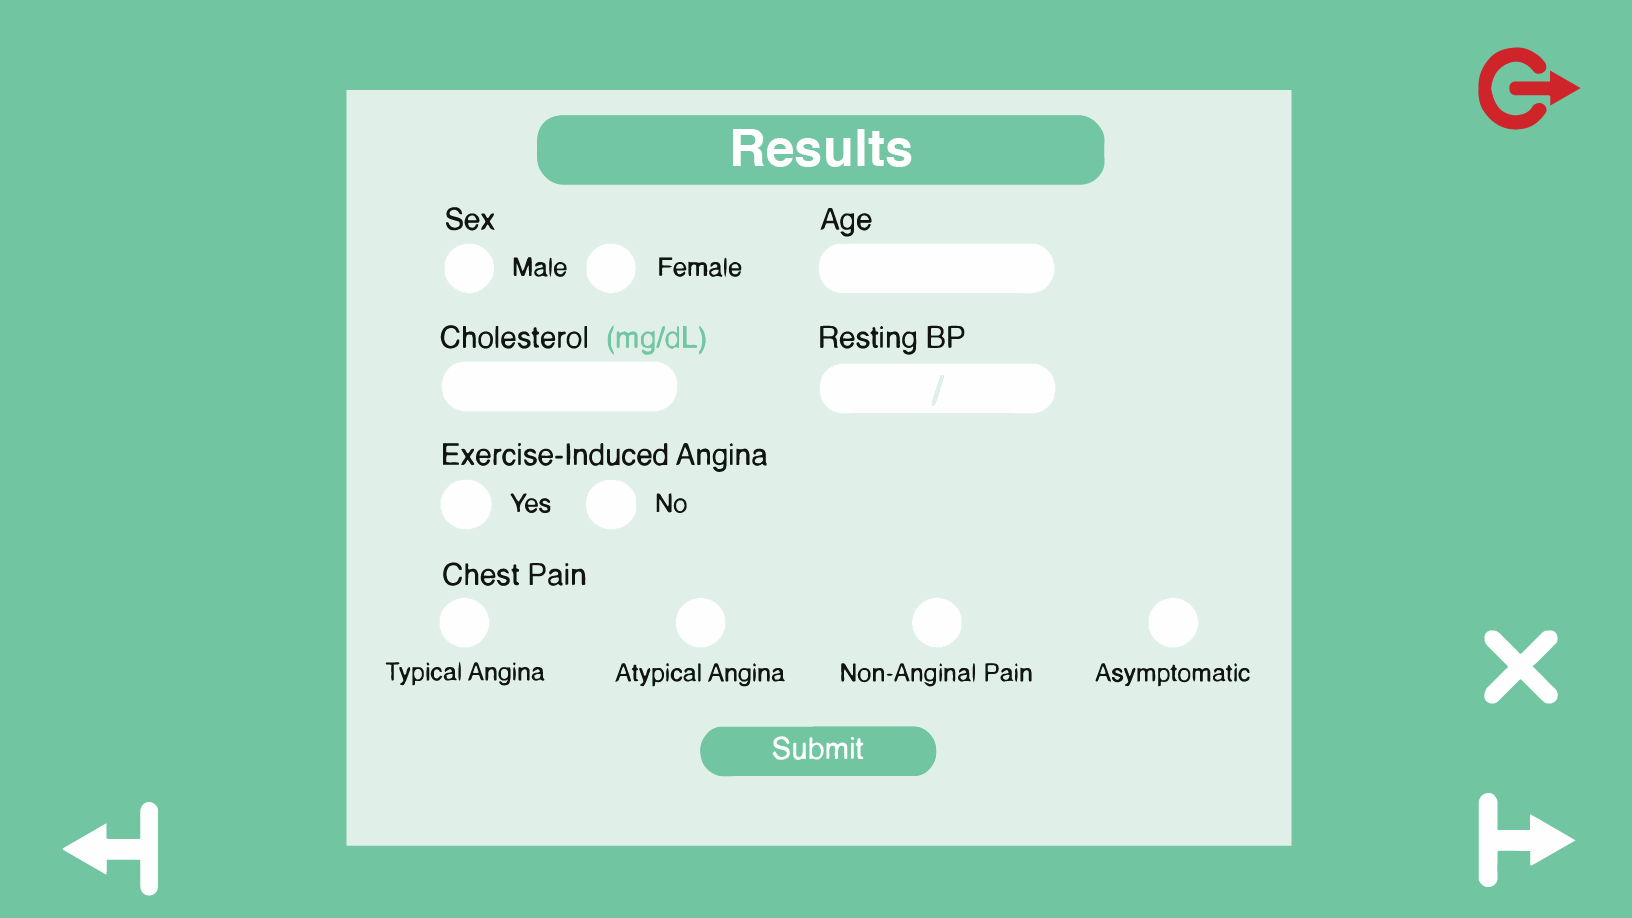 Results
Sex
Age
Male
Female
Cholesterol (mg/dL)
Resting BP
/
Exercise-Induced Angina
Yes
No
Chest Pain
Typical Angina
Atypical Angina
Non-Anginal Pain
Asymptomatic
Submit